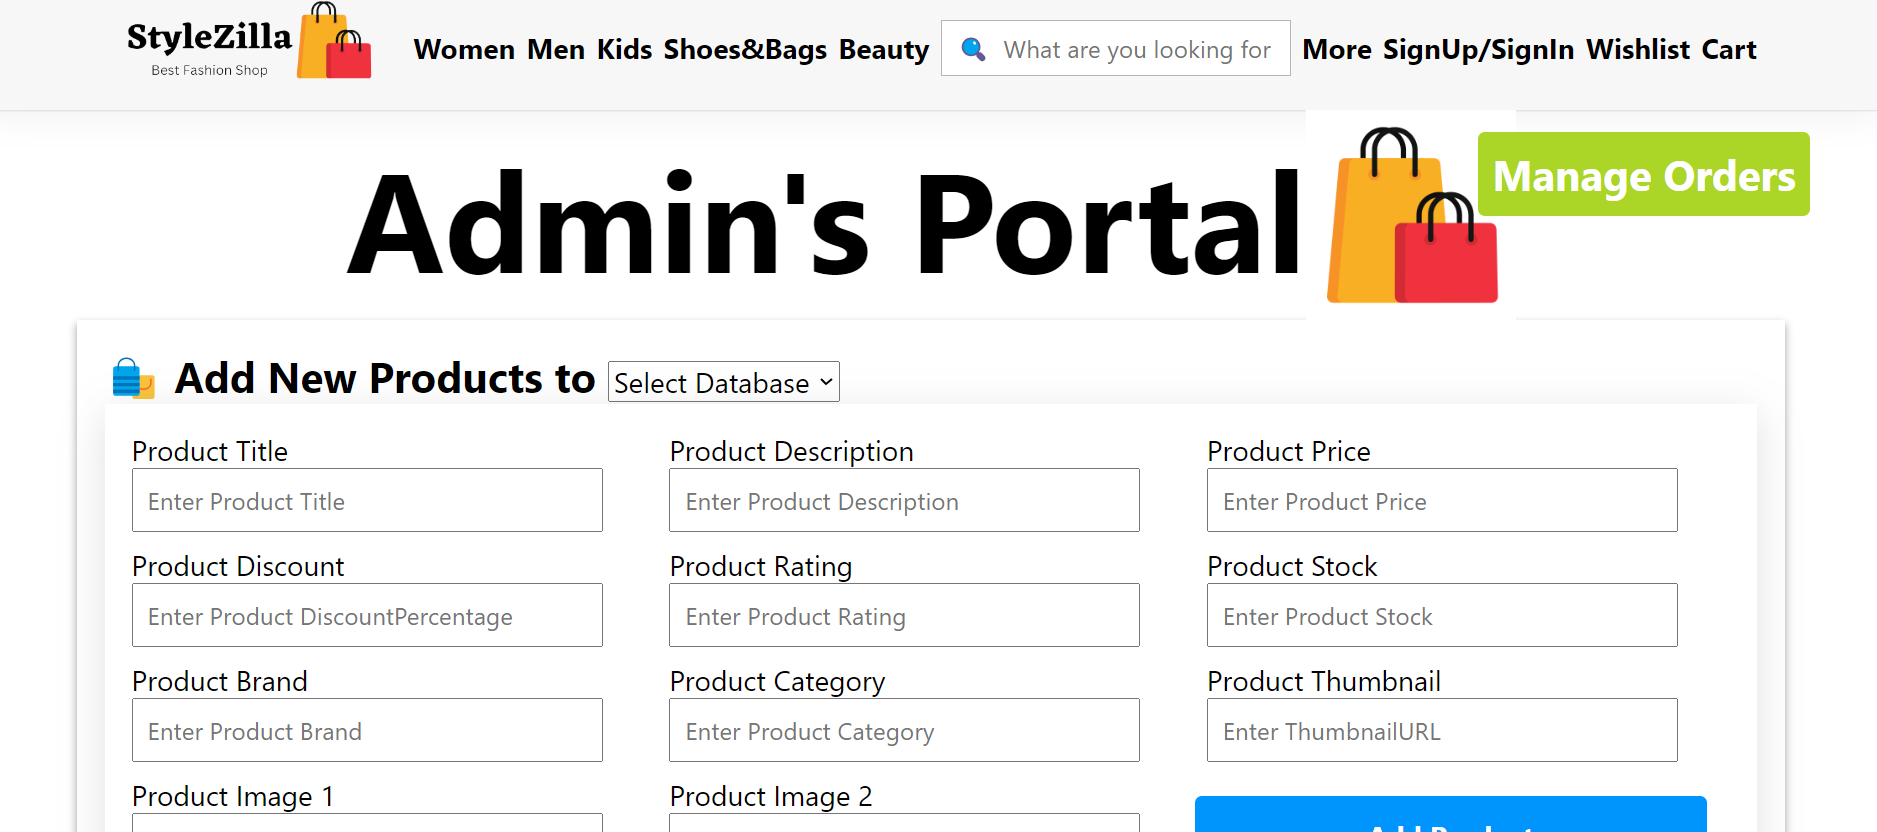 StyleZilla
Best Fashion Shop
Women Men Kids Shoes&Bags Beauty What are you looking for More SignUp/SignIn Wishlist Cart
Admin's Portal
Manage Orders
Add New Products to Select Database
Product Title Product Description Product Price
Enter Product Title Enter Product Description Enter Product Price
Product Discount Product Rating Product Stock
Enter Product DiscountPercentage Enter Product Rating Enter Product Stock
Product Brand Product Category Product Thumbnail
Enter Product Brand Enter Product Category Enter ThumbnailURL
Product Image 1 Product Image 2
Add Product